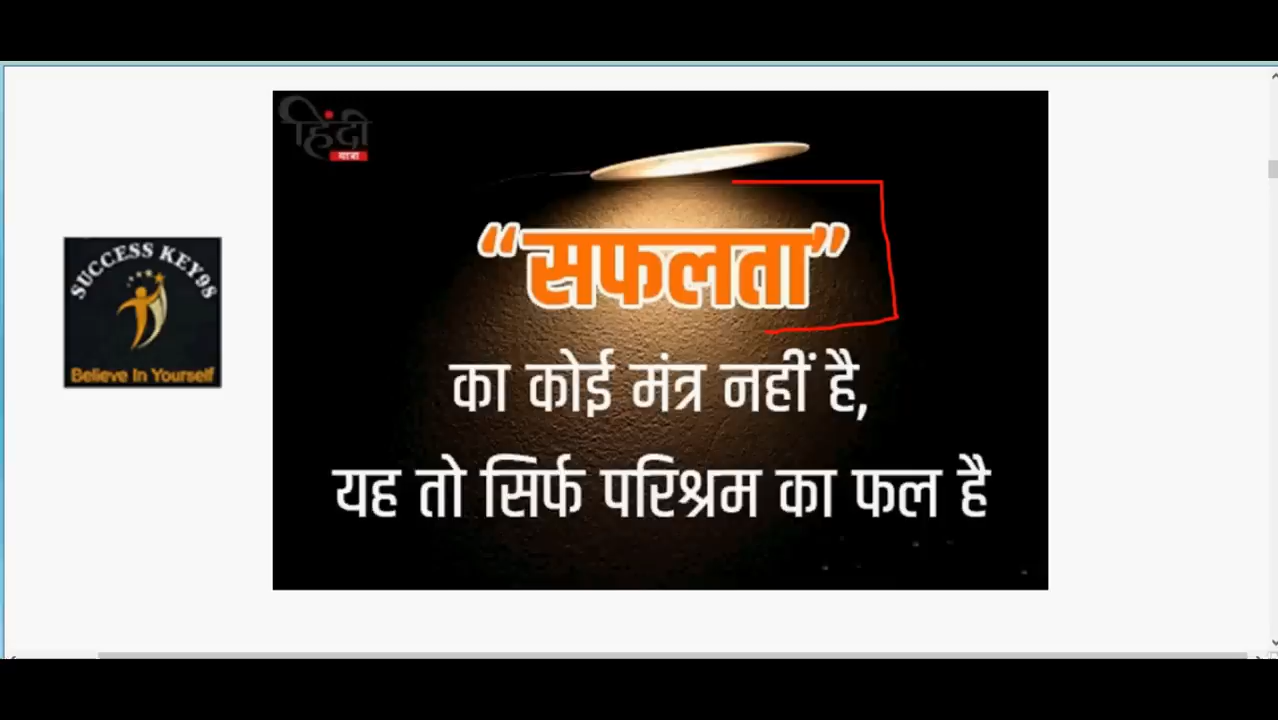 हिंदी
यात्रा
SUCCESS KEY98
Believe In Yourself
“सफलता”
का कोई मंत्र नहीं है,
यह तो सिर्फ परिश्रम का फल है